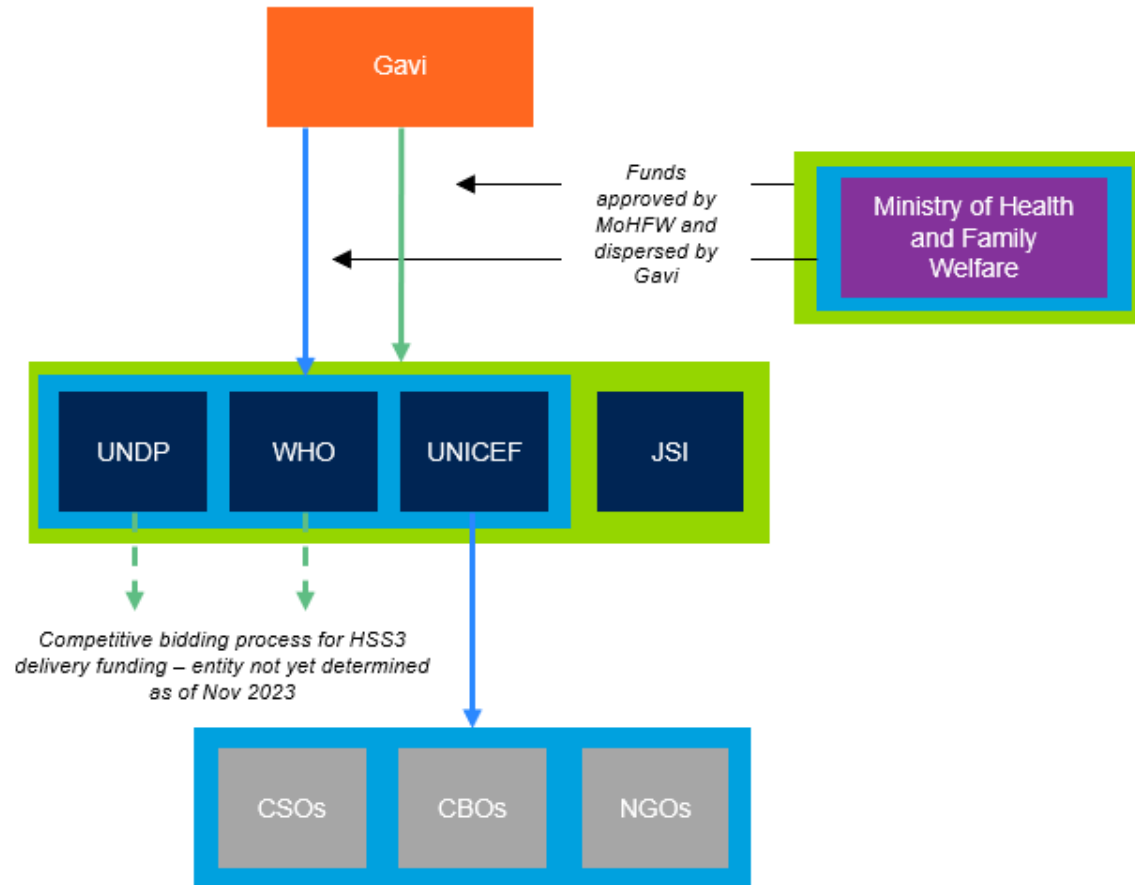 Gavi
Funds
approved by
MoHFW and
dispersed by
Gavi
Ministry of Health
and Family
Welfare
UNDP
WHO
UNICEF
JSI
Competitive bidding process for HSS3
delivery funding – entity not yet determined
as of Nov 2023
CSOs
CBOs
NGOs